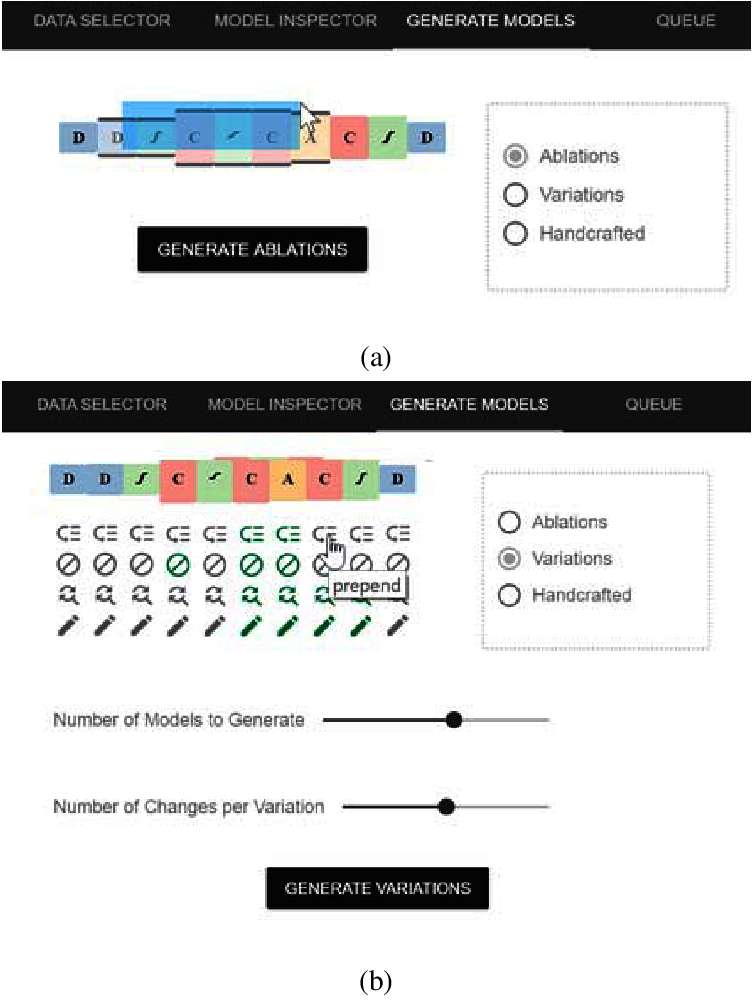 DATA SELECTOR MODEL INSPECTOR GENERATE MODELS QUEUE
D D C C A C D
Ablations
Variations
Handcrafted
GENERATE ABLATIONS
(a)
DATA SELECTOR MODEL INSPECTOR GENERATE MODELS QUEUE
D D C C A C D
Ablations
Variations
Handcrafted
prepend
Number of Models to Generate
Number of Changes per Variation
GENERATE VARIATIONS
(b)